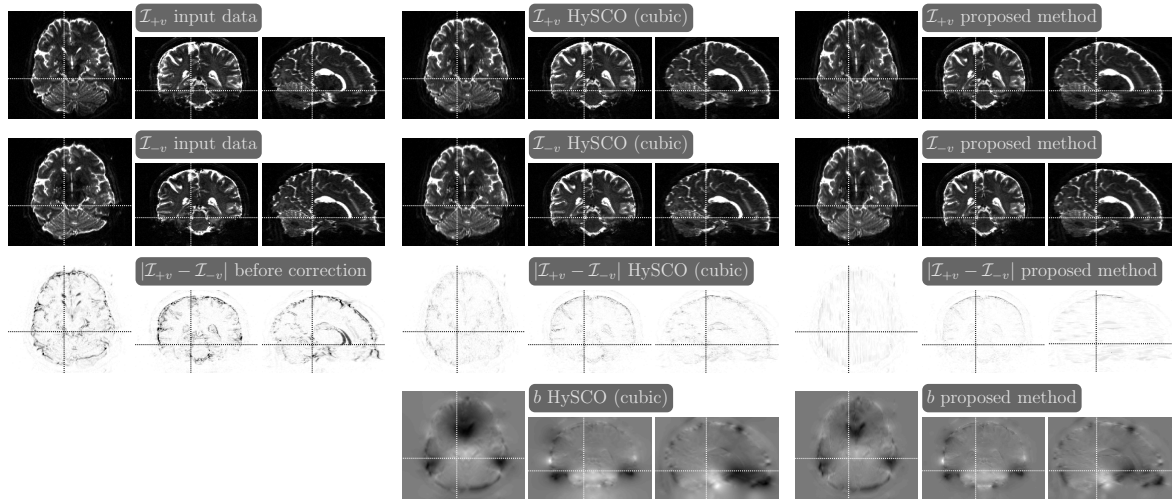 𝓘₊ᵥ input data
𝓘₊ᵥ HySCO (cubic)
𝓘₊ᵥ proposed method
𝓘₋ᵥ input data
𝓘₋ᵥ HySCO (cubic)
𝓘₋ᵥ proposed method
|𝓘₊ᵥ − 𝓘₋ᵥ| before correction
|𝓘₊ᵥ − 𝓘₋ᵥ| HySCO (cubic)
|𝓘₊ᵥ − 𝓘₋ᵥ| proposed method
b HySCO (cubic)
b proposed method